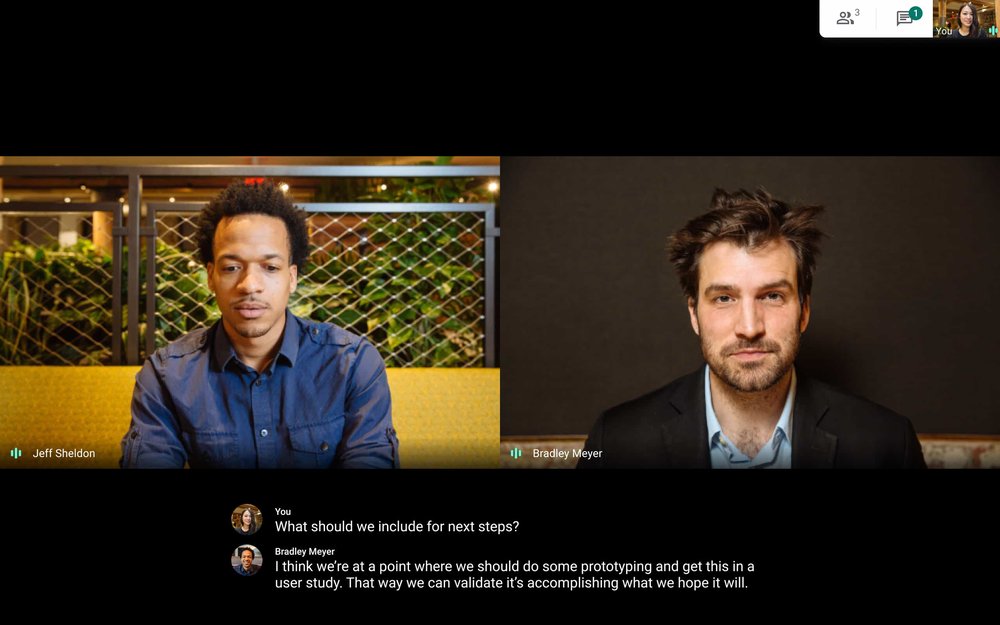 3
1
You
Jeff Sheldon
Bradley Meyer
You
What should we include for next steps?
Bradley Meyer
I think we're at a point where we should do some prototyping and get this in a
user study. That way we can validate it's accomplishing what we hope it will.